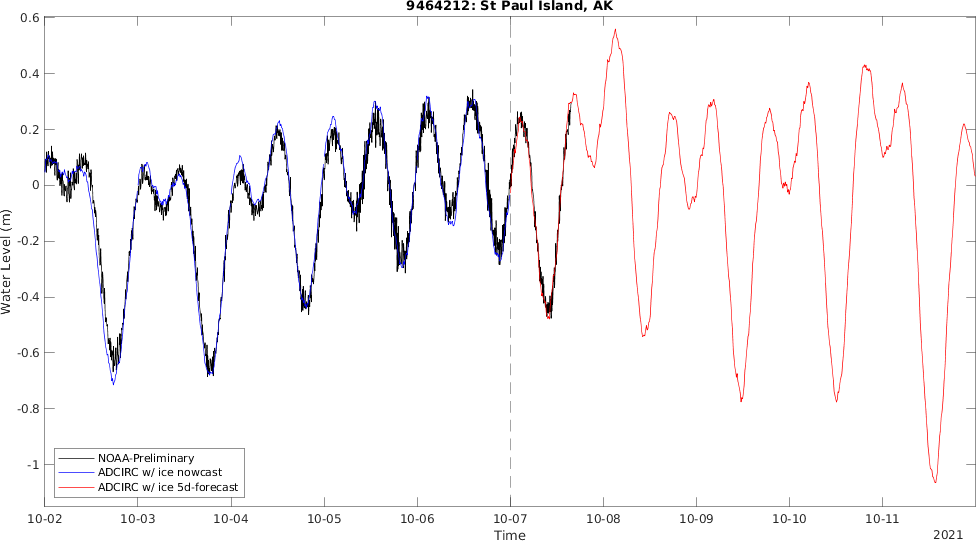 9464212: St Paul Island, AK
0.6
0.4
0.2
0
-0.2
-0.4
-0.6
-0.8
-1
Water Level (m)
NOAA-Preliminary
ADCIRC w/ ice nowcast
ADCIRC w/ ice 5d-forecast
10-02 10-03 10-04 10-05 10-06 10-07 10-08 10-09 10-10 10-11
Time
2021